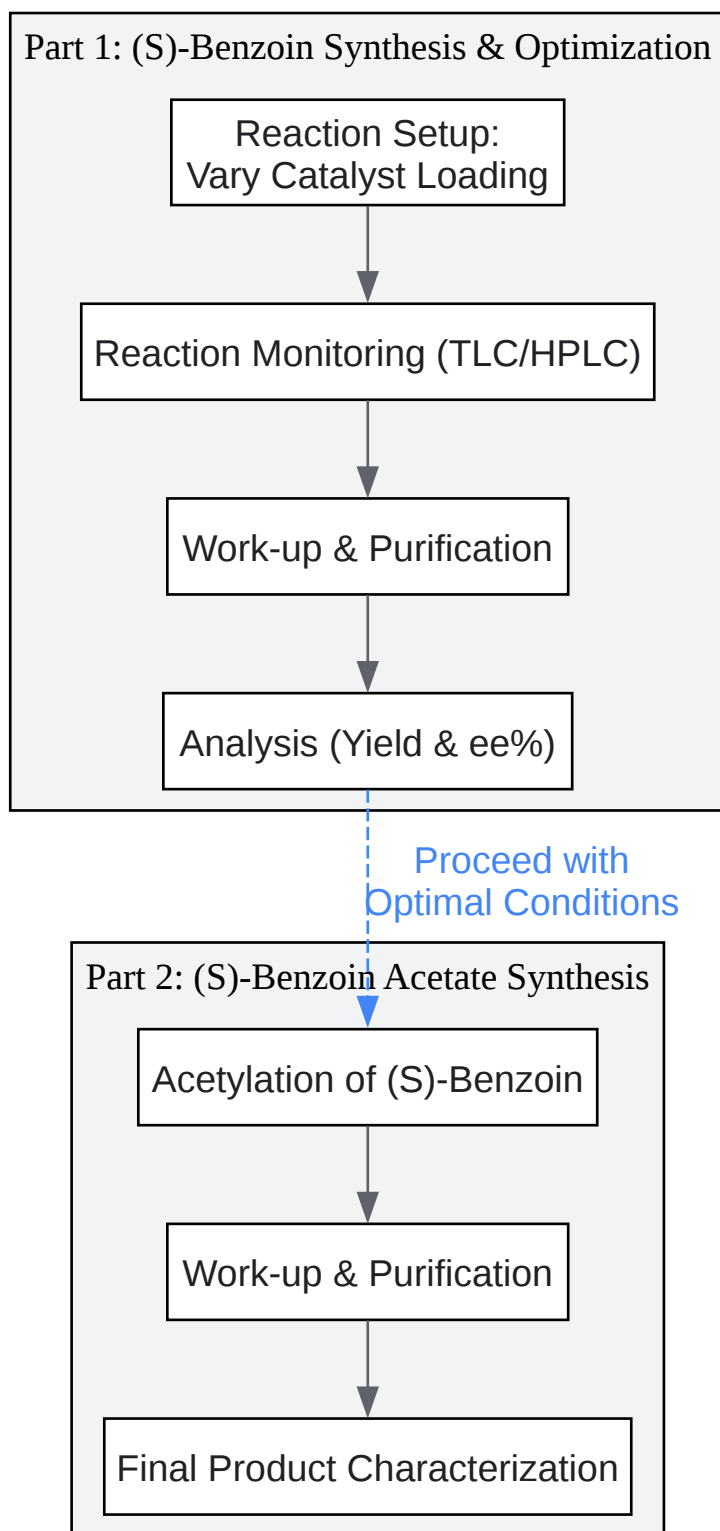 Part 1: (S)-Benzoin Synthesis & Optimization
Reaction Setup:
Vary Catalyst Loading
Reaction Monitoring (TLC/HPLC)
Work-up & Purification
Analysis (Yield & ee%)
Proceed with
Optimal Conditions
Part 2: (S)-Benzoin Acetate Synthesis
Acetylation of (S)-Benzoin
Work-up & Purification
Final Product Characterization